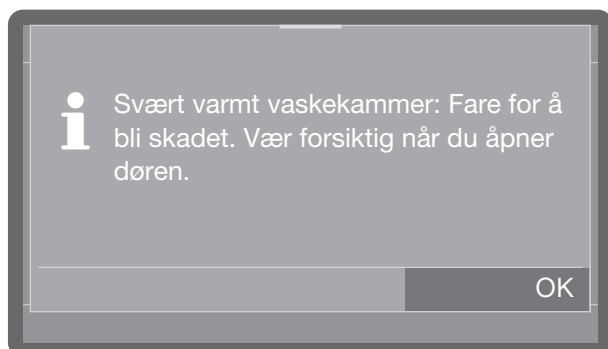 Svært varmt vaskekammer: Fare for å
bli skadet. Vær forsiktig når du åpner
døren.
OK